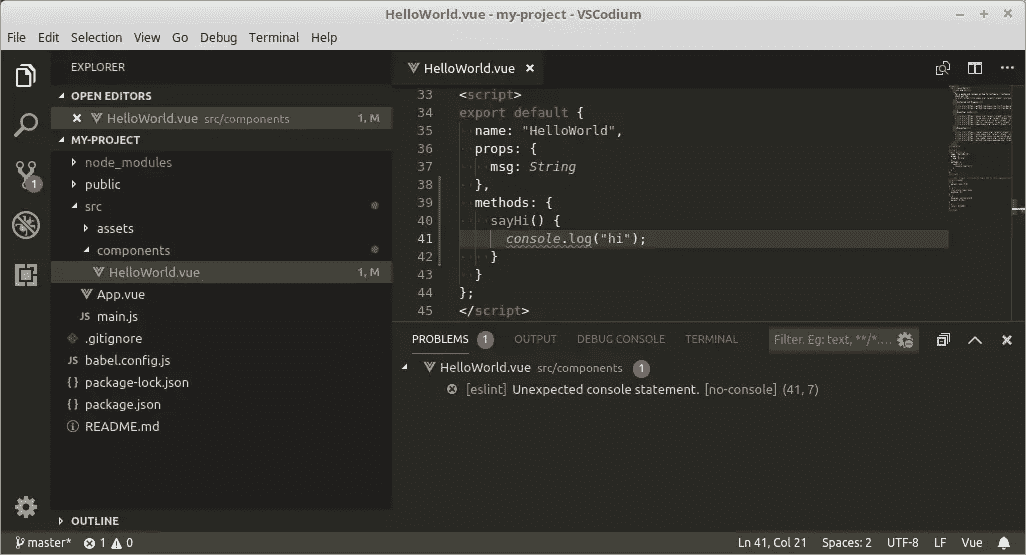 HelloWorld.vue - my-project - VSCodium
File Edit Selection View Go Debug Terminal Help
EXPLORER
OPEN EDITORS
HelloWorld.vue src/components 1, M
MY-PROJECT
node_modules
public
src
assets
components
HelloWorld.vue 1, M
App.vue
JS main.js
.gitignore
JS babel.config.js
{} package-lock.json
{} package.json
README.md
OUTLINE
1
HelloWorld.vue
33 <script>
34 export default {
35 name: "HelloWorld",
36 props: {
37 msg: String
38 },
39 methods: {
40 sayHi() {
41 console.log("hi");
42 }
43 }
44 };
45 </script>
PROBLEMS 1 OUTPUT DEBUG CONSOLE TERMINAL Filter. Eg: text, **/*....
HelloWorld.vue src/components 1
[eslint] Unexpected console statement. [no-console] (41, 7)
master* 1 0 Ln 41, Col 21 Spaces: 2 UTF-8 LF Vue